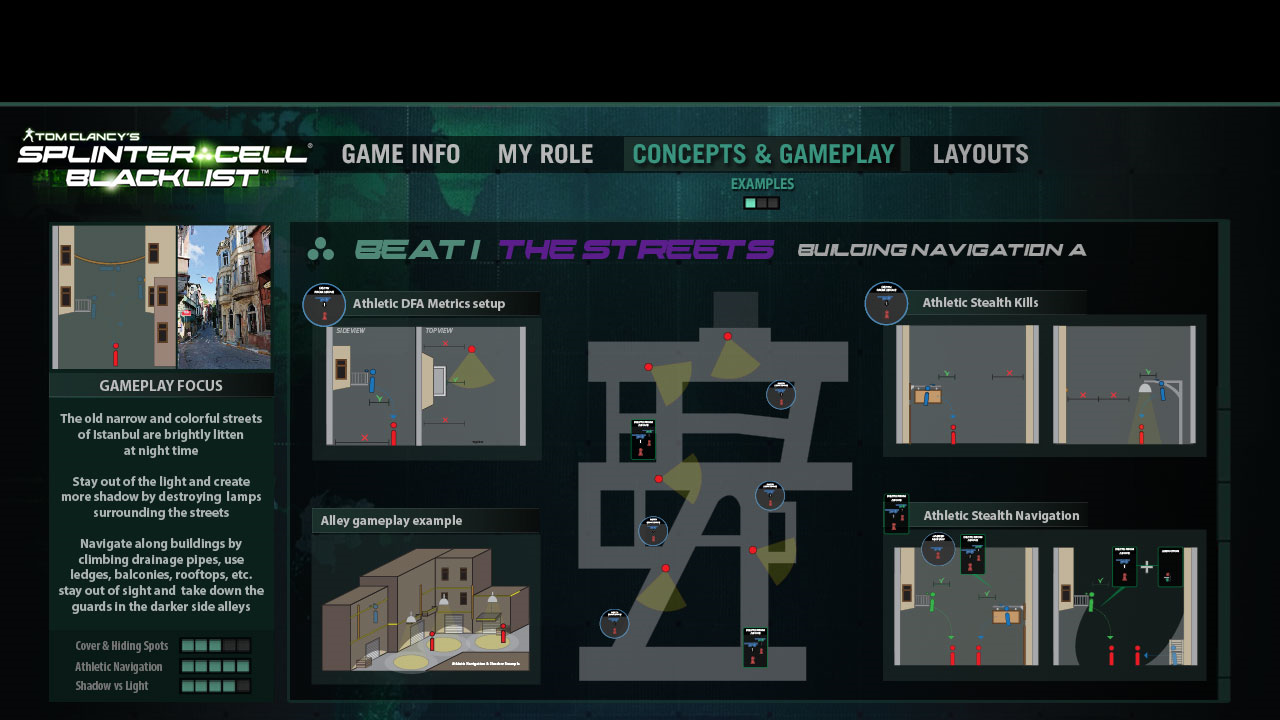 TOM CLANCY'S
SPLINTER CELL®
BLACKLIST™
GAME INFO
MY ROLE
CONCEPTS & GAMEPLAY
LAYOUTS
EXAMPLES
BEAT I THE STREETS BUILDING NAVIGATION A
GAMEPLAY FOCUS
The old narrow and colorful streets
of Istanbul are brightly litten
at night time
Stay out of the light and create
more shadow by destroying lamps
surrounding the streets
Navigate along buildings by
climbing drainage pipes, use
ledges, balconies, rooftops, etc.
stay out of sight and take down the
guards in the darker side alleys
Cover & Hiding Spots
Athletic Navigation
Shadow vs Light
Athletic DFA Metrics setup
SIDEVIEW
TOPVIEW
Alley gameplay example
Athletic Stealth Kills
Athletic Stealth Navigation